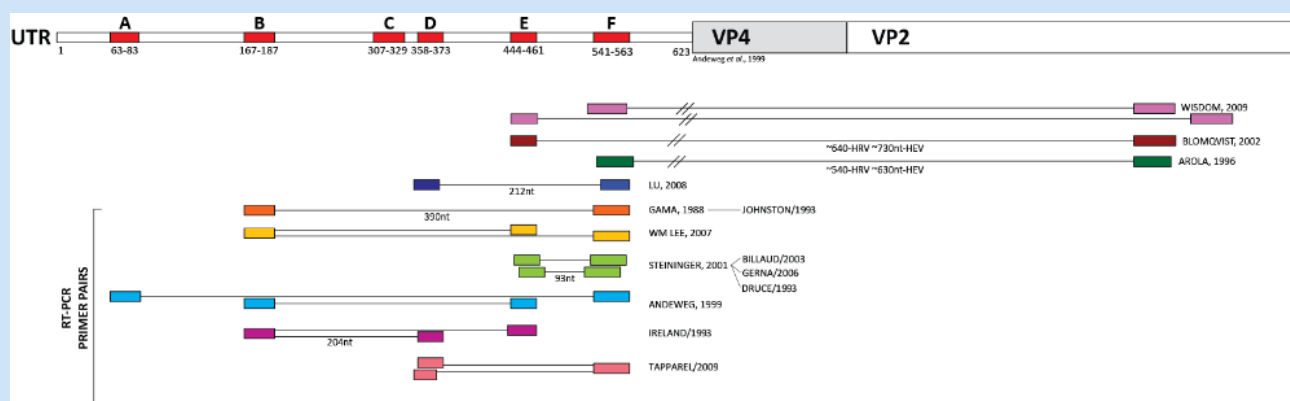 A B C D E F
UTR VP4 VP2
1 63-83 167-187 307-329 358-373 444-461 541-563 623
Andeweg et al., 1999
WISDOM, 2009
BLOMQVIST, 2002
~640-HRV ~730nt-HEV
AROLA, 1996
~540-HRV ~630nt-HEV
LU, 2008
212nt
GAMA, 1988 JOHNSTON/1993
390nt
WM LEE, 2007
BILLAUD/2003
STEININGER, 2001
GERNA/2006
93nt
DRUCE/1993
ANDEWEG, 1999
IRELAND/1993
204nt
TAPPAREL/2009
RT-PCR
PRIMER PAIRS